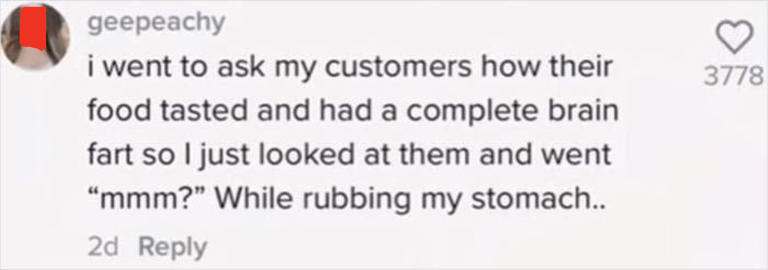 geepeachy
i went to ask my customers how their
food tasted and had a complete brain
fart so I just looked at them and went
“mmm?” While rubbing my stomach..
3778
2d Reply